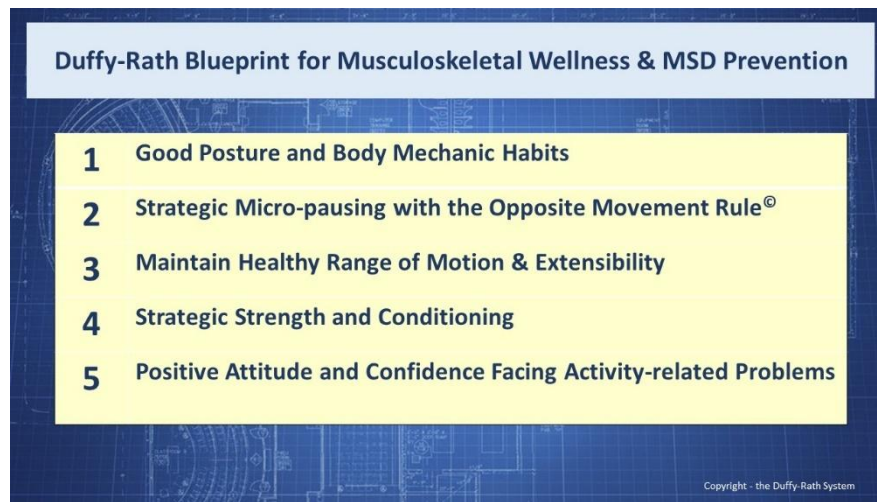 Duffy-Rath Blueprint for Musculoskeletal Wellness & MSD Prevention
1 Good Posture and Body Mechanic Habits
2 Strategic Micro-pausing with the Opposite Movement Rule©
3 Maintain Healthy Range of Motion & Extensibility
4 Strategic Strength and Conditioning
5 Positive Attitude and Confidence Facing Activity-related Problems
Copyright - the Duffy-Rath System